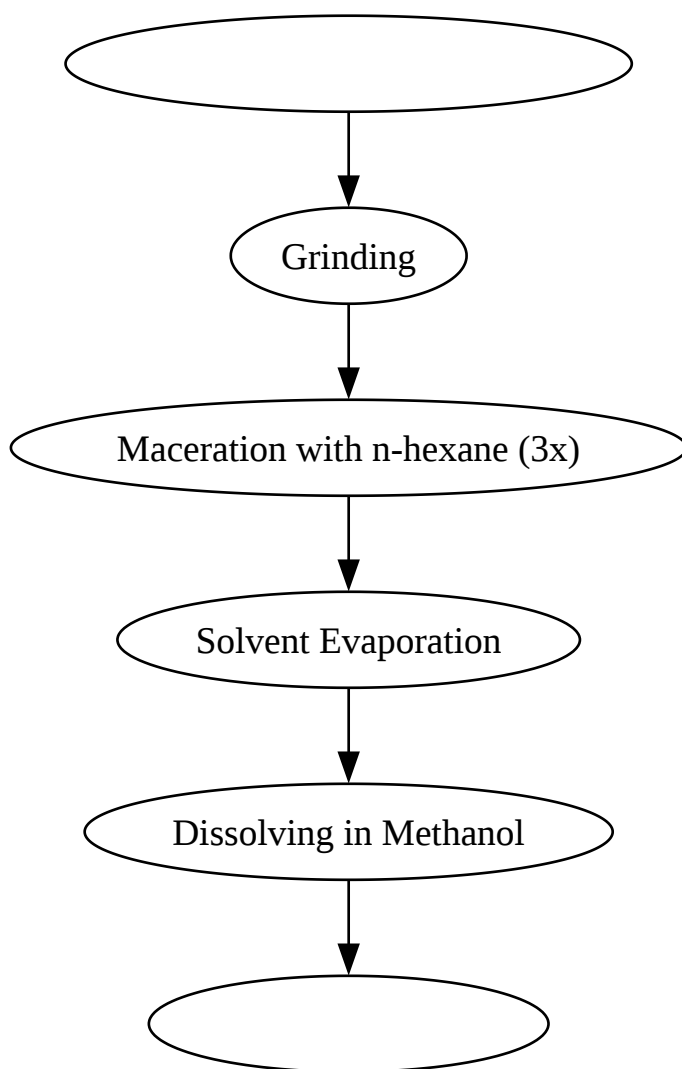 Grinding
Maceration with n-hexane (3x)
Solvent Evaporation
Dissolving in Methanol